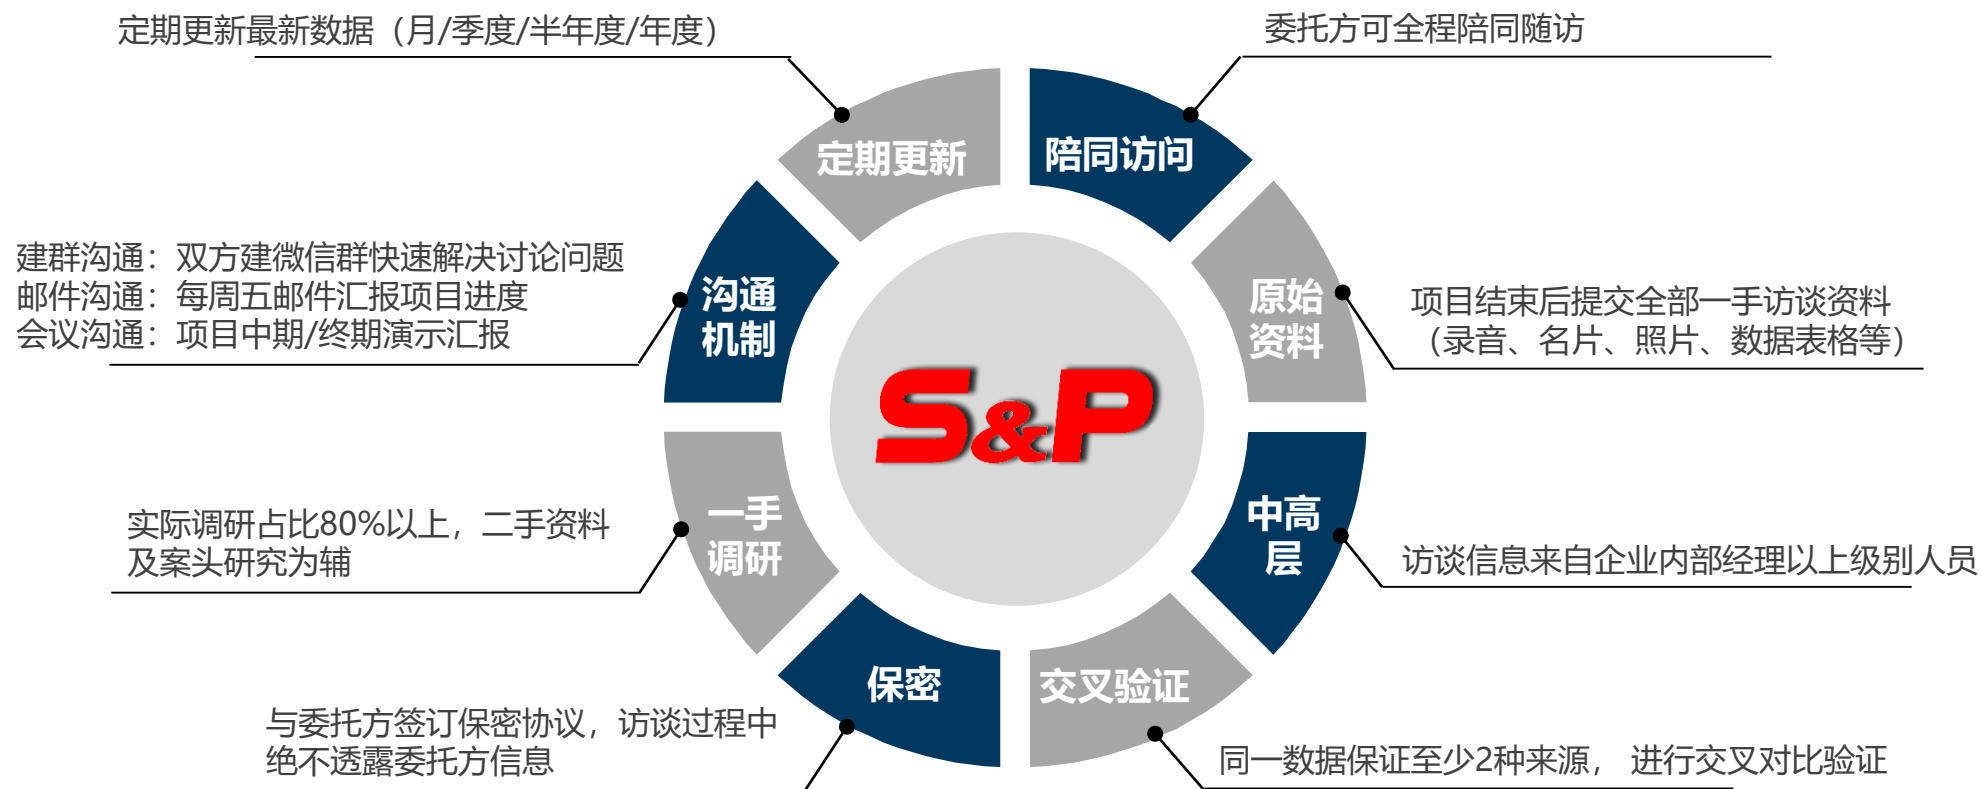 定期更新最新数据（月/季度/半年度/年度）
委托方可全程陪同随访
定期更新
陪同访问
建群沟通：双方建微信群快速解决讨论问题
邮件沟通：每周五邮件汇报项目进度
会议沟通：项目中期/终期演示汇报
沟通
机制
原始
资料
项目结束后提交全部一手访谈资料
（录音、名片、照片、数据表格等）
S&P
实际调研占比80%以上，二手资料
及案头研究为辅
一手
调研
中高
层
访谈信息来自企业内部经理以上级别人员
保密
交叉验证
与委托方签订保密协议，访谈过程中
绝不透露委托方信息
同一数据保证至少2种来源， 进行交叉对比验证